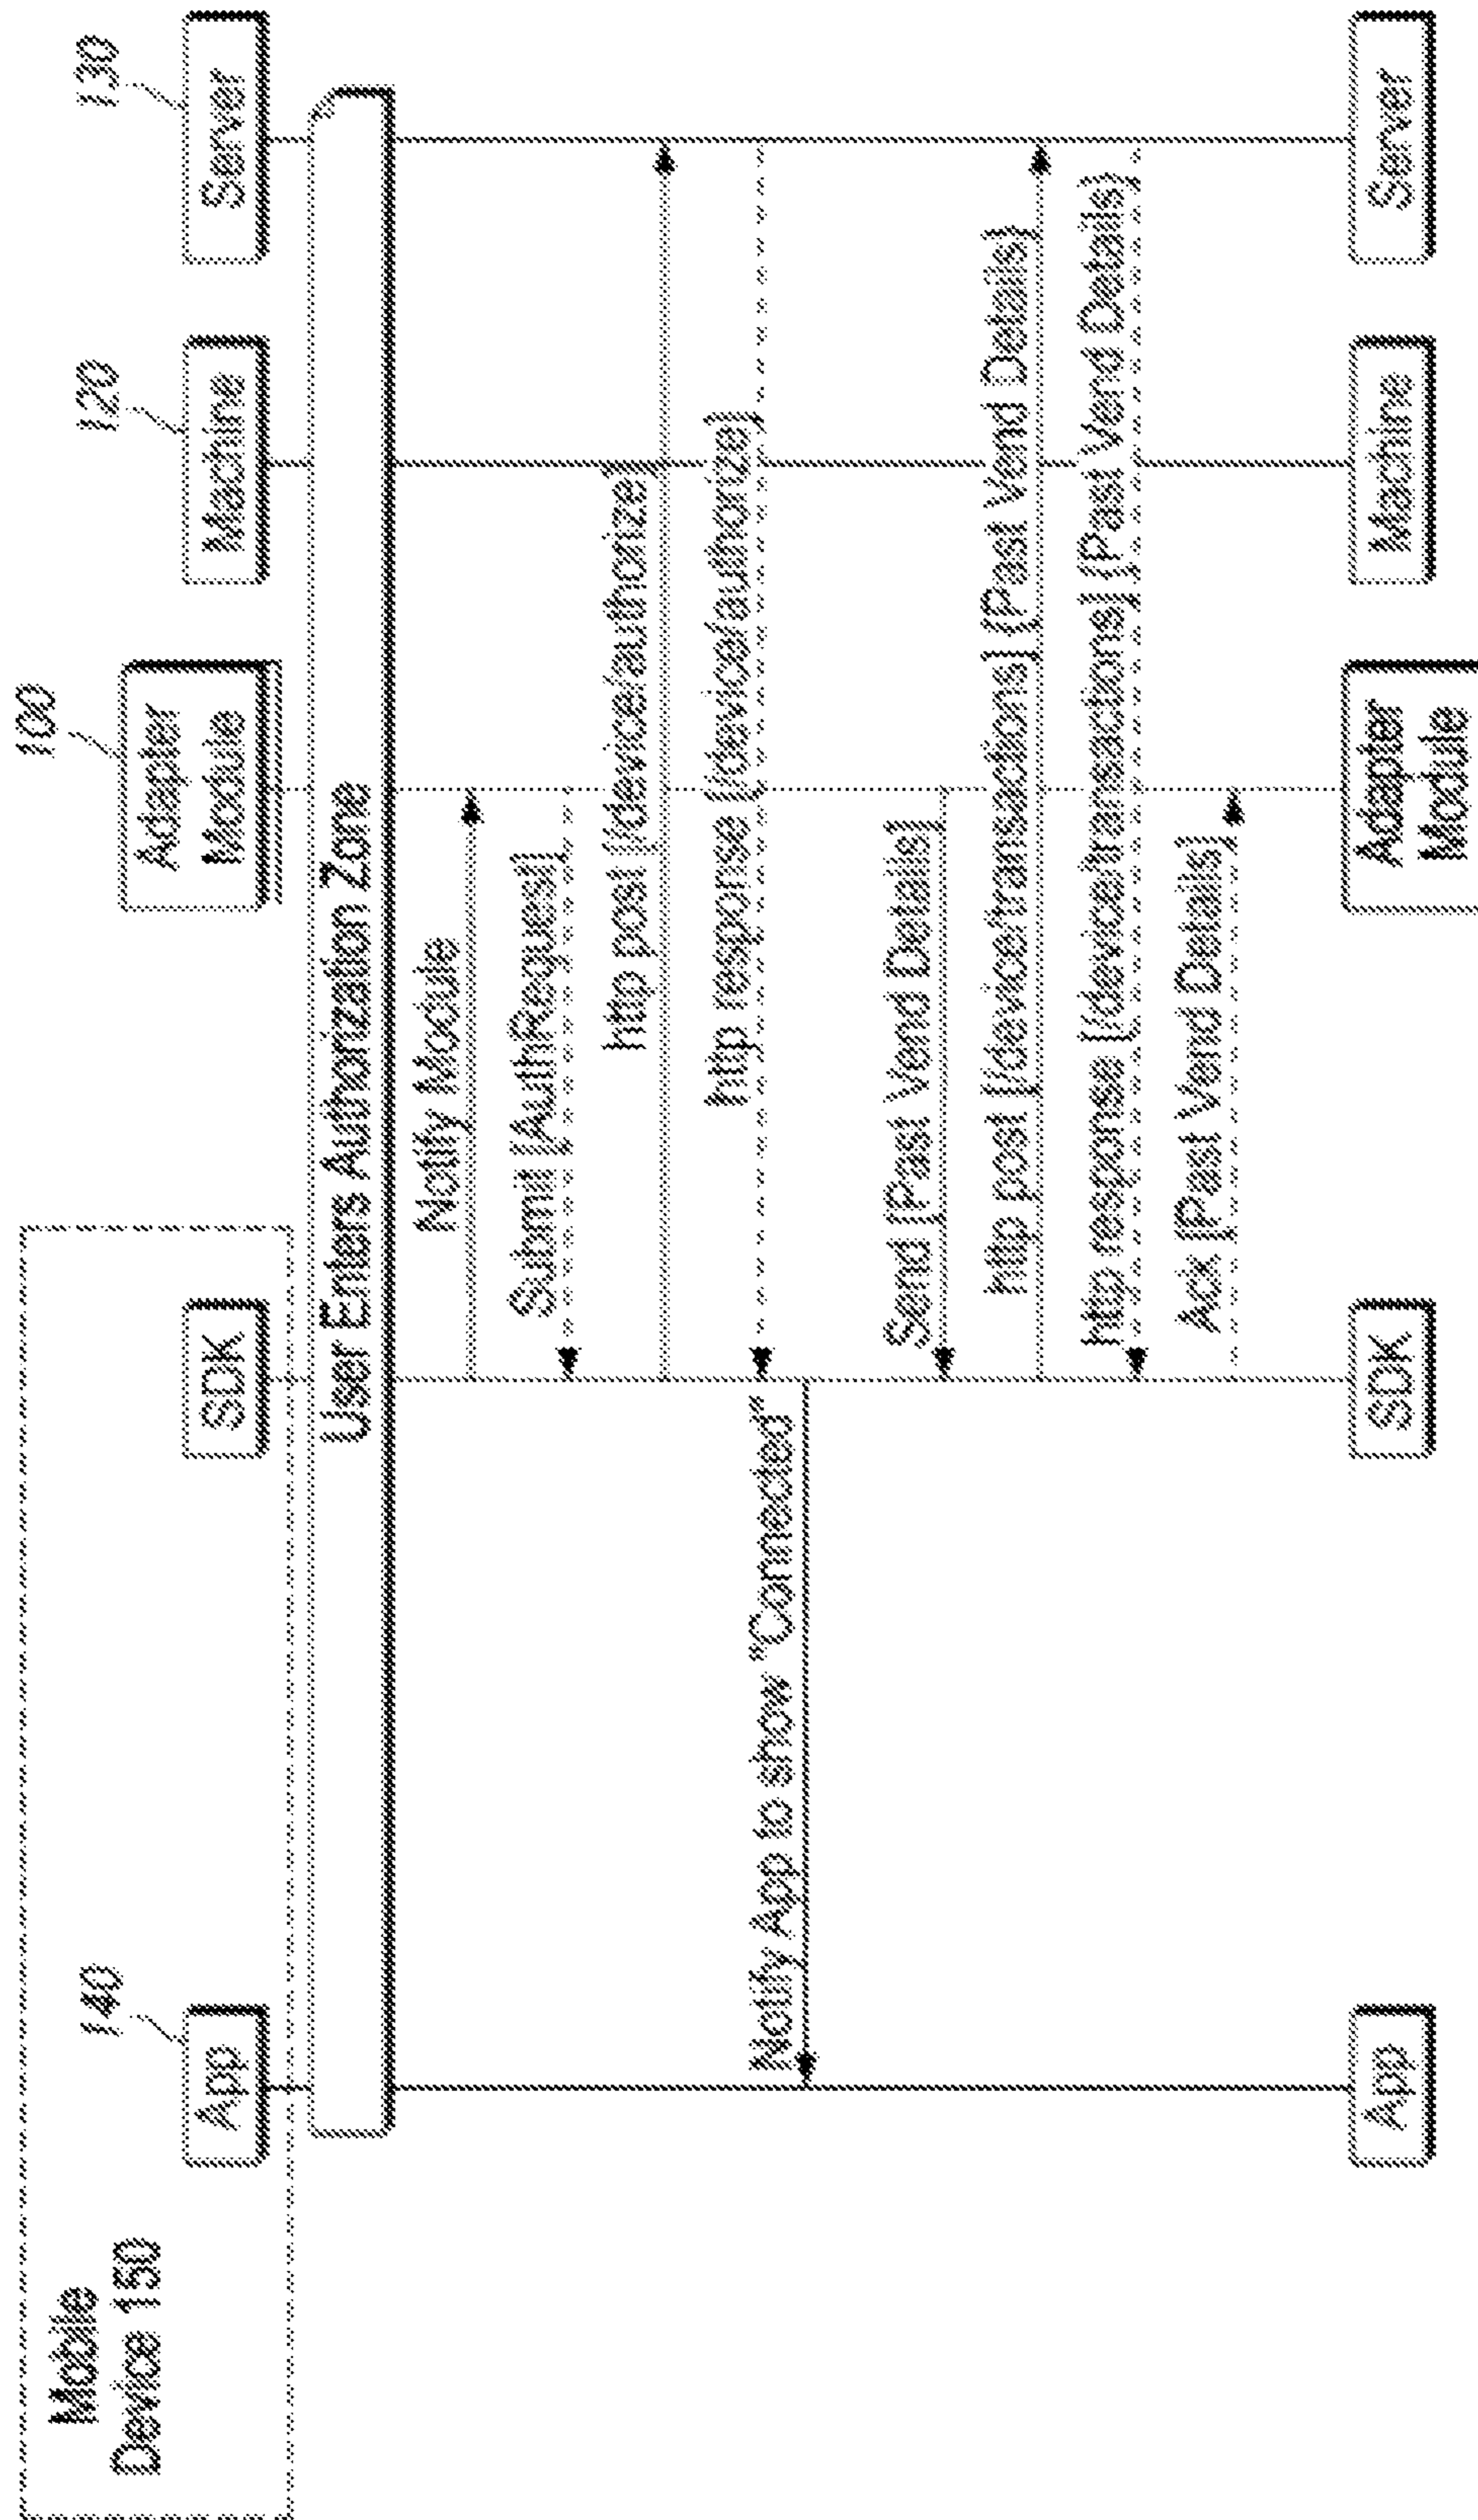 Mobile
Device 150
140
App
SDK
100
Adapter
Module
120
Machine
130
Server
User Enters Authorization Zone
Notify Module
Submit [AuthRequest]
http post [/device/authorize]
http response [/device/authorize]
Notify App to show "Connected"
Send [Past Vend Details]
http post [/device/transactions] [Past Vend Details]
http response [/device/transactions] [Past Vend Details]
Ack [Past Vend Details]
App
SDK
Adapter
Module
Machine
Server